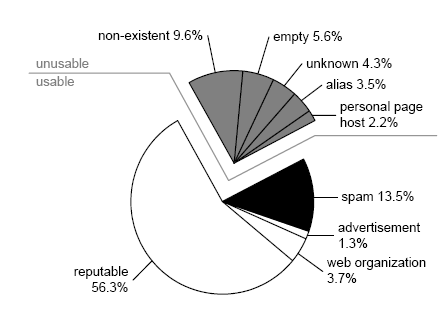 non-existent 9.6%
empty 5.6%
unknown 4.3%
alias 3.5%
personal page
host 2.2%
unusable
usable
spam 13.5%
advertisement
1.3%
web organization
3.7%
reputable
56.3%